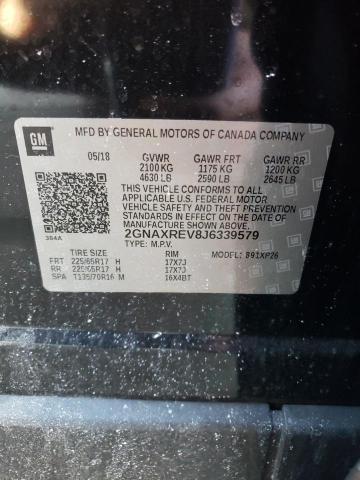 GM
MFD BY GENERAL MOTORS OF CANADA COMPANY
05/18 GVWR GAWR FRT GAWR RR
2100 KG 1175 KG 1200 KG
4630 LB 2590 LB 2645 LB
THIS VEHICLE CONFORMS TO ALL
APPLICABLE U.S. FEDERAL MOTOR
VEHICLE SAFETY AND THEFT
PREVENTION STANDARDS IN EFFECT
ON THE DATE OF MANUFACTURE
SHOWN ABOVE.
2GNAXREV8J6339579
TYPE: M.P.V.
384A
TIRE SIZE RIM MODEL: B91XP26
FRT 225/65R17 H 17X7J
RR 225/65R17 H 17X7J
SPA T135/70R16 M 16X4BT